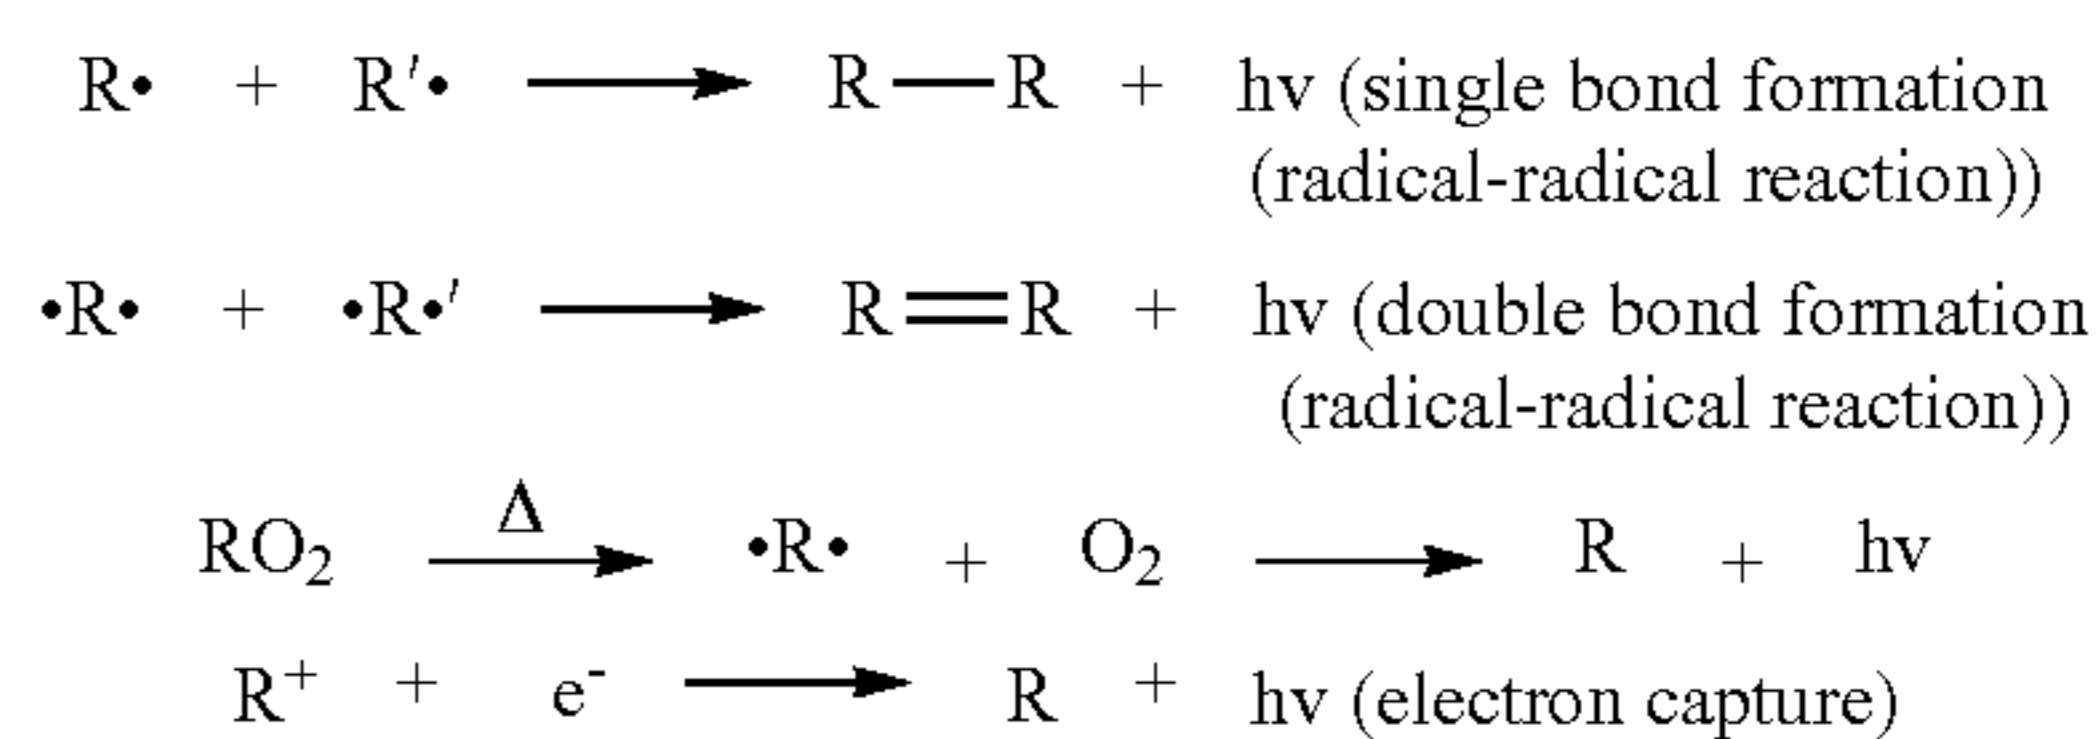 R• + R′• ⟶ R—R + hv (single bond formation
(radical-radical reaction))
•R• + •R•′ ⟶ R=R + hv (double bond formation
(radical-radical reaction))
RO₂ —Δ→ •R• + O₂ ⟶ R + hv
R⁺ + e⁻ ⟶ R + hv (electron capture)